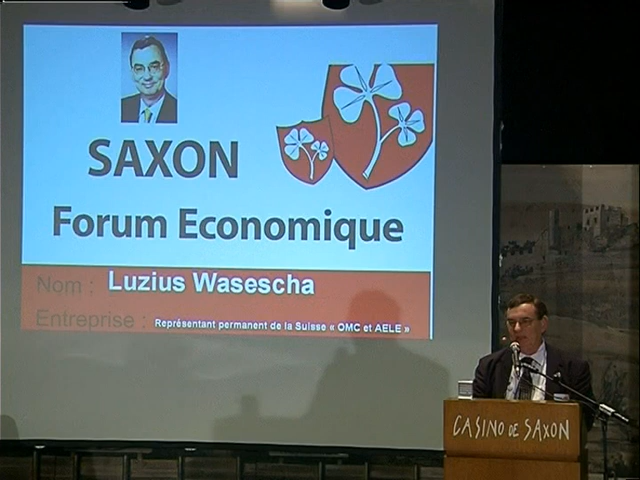 SAXON
Forum Economique
Nom : Luzius Wasescha
Entreprise : Représentant permanent de la Suisse « OMC et AELE »
CASINO DE SAXON